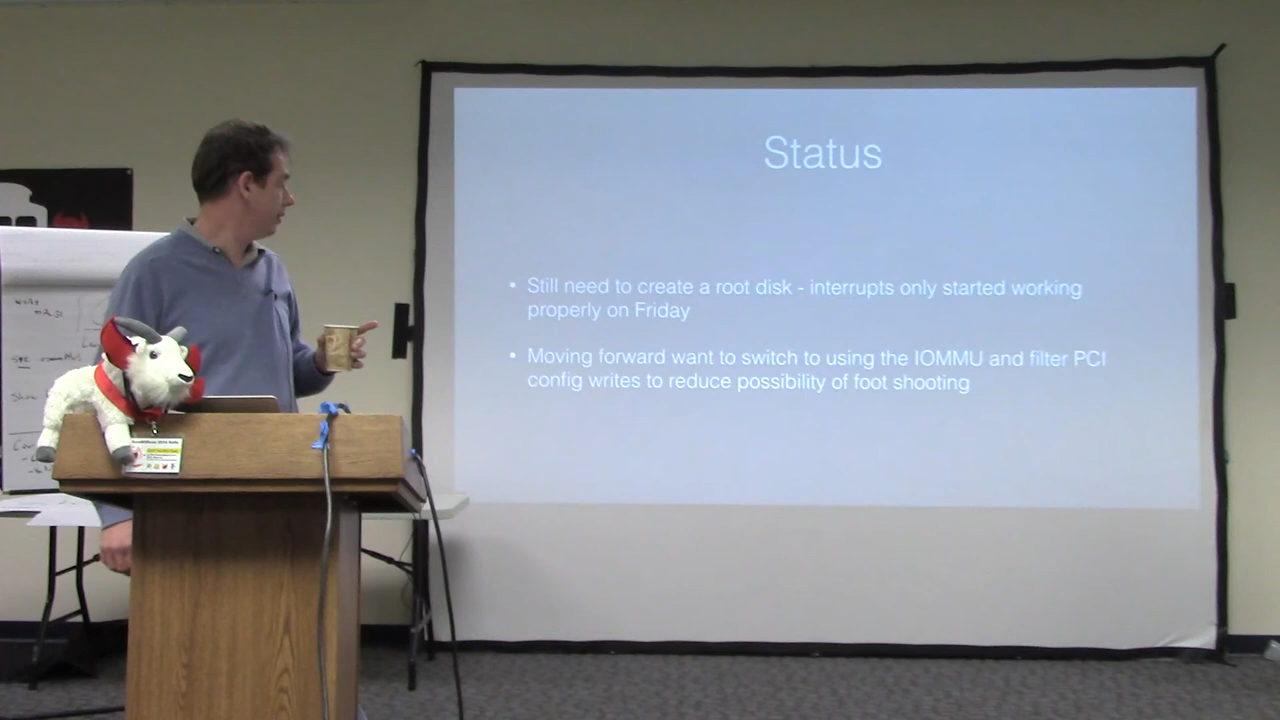 Status
• Still need to create a root disk - interrupts only started working
properly on Friday
• Moving forward want to switch to using the IOMMU and filter PCI
config writes to reduce possibility of foot shooting